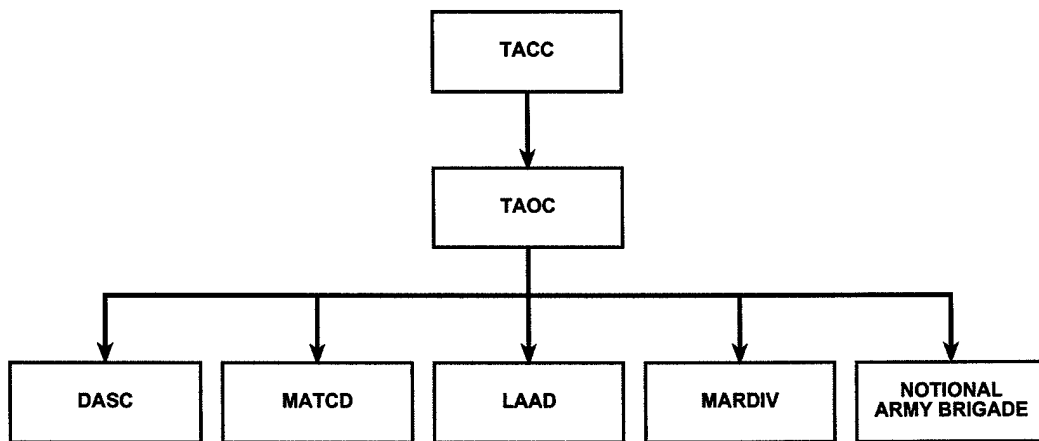 TACC
TAOC
DASC
MATCD
LAAD
MARDIV
NOTIONAL
ARMY BRIGADE